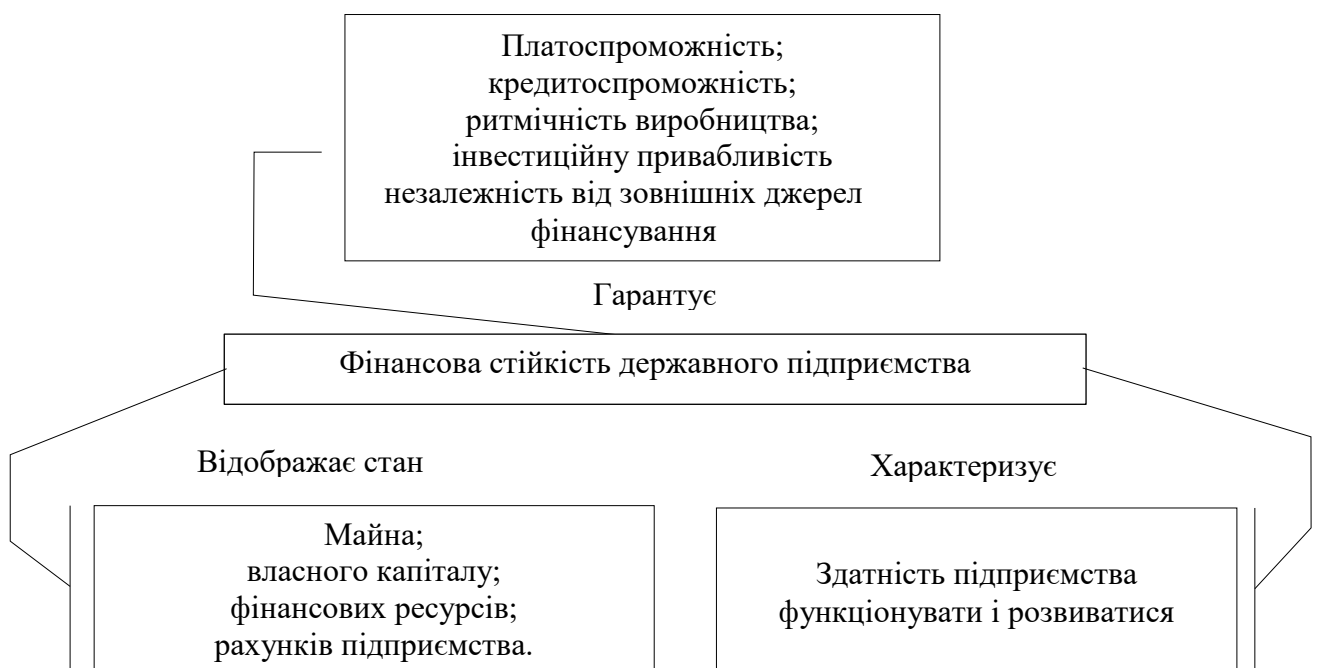 Платоспроможність;
кредитоспроможність;
ритмічність виробництва;
інвестиційну привабливість
незалежність від зовнішніх джерел
фінансування
Гарантує
Фінансова стійкість державного підприємства
Відображає стан
Характеризує
Майна;
власного капіталу;
фінансових ресурсів;
рахунків підприємства.
Здатність підприємства
функціонувати і розвиватися